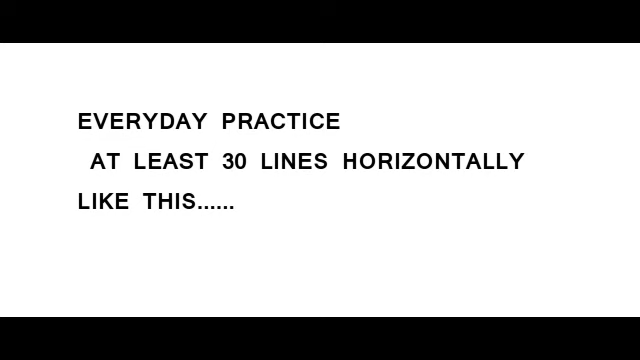 EVERYDAY PRACTICE
AT LEAST 30 LINES HORIZONTALLY
LIKE THIS......